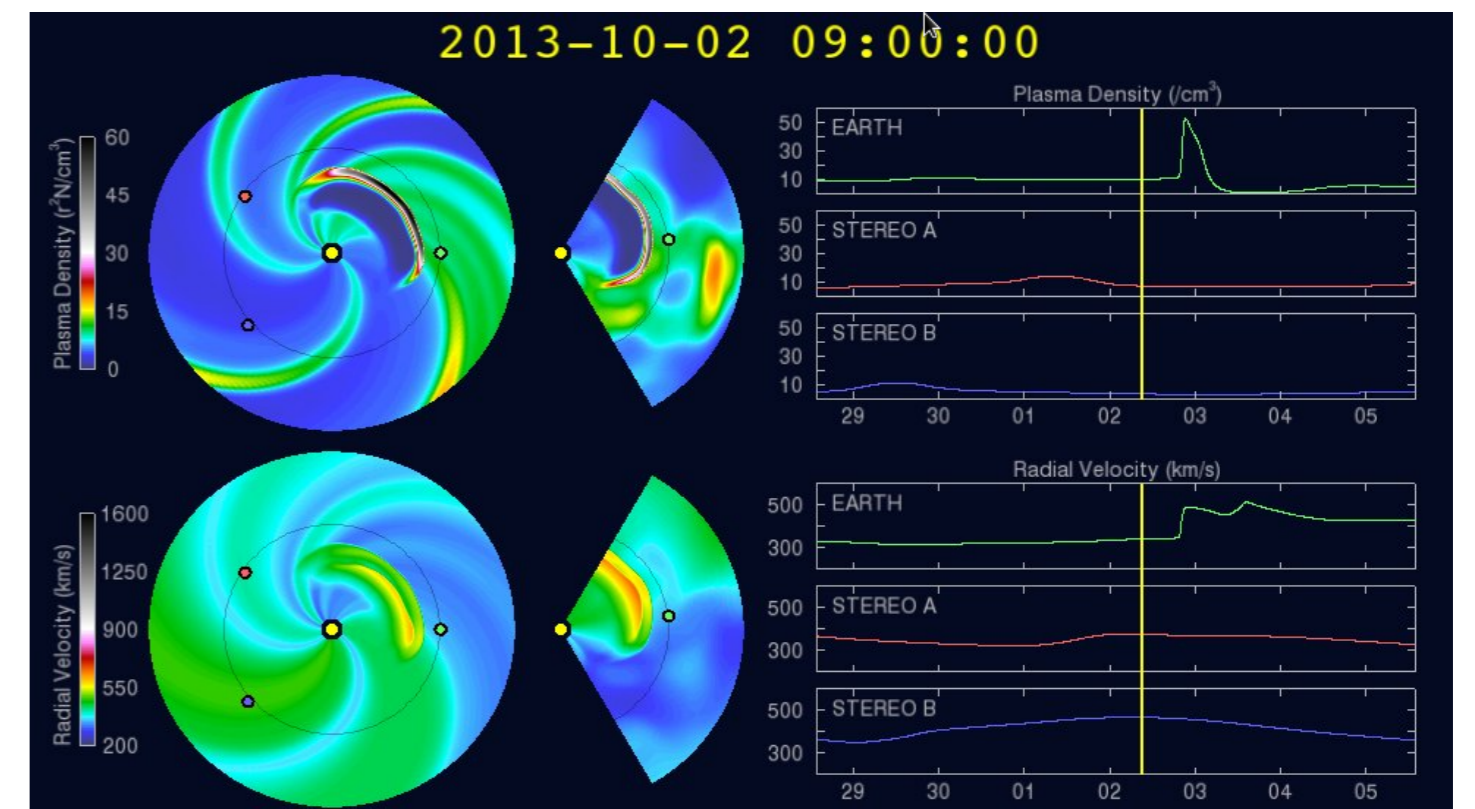 2013-10-02 09:00:00
Plasma Density (r²N/cm³)
60
45
30
15
0
Plasma Density (/cm³)
EARTH
50
30
10
STEREO A
50
30
10
STEREO B
50
30
10
29 30 01 02 03 04 05
Radial Velocity (km/s)
1600
1250
900
550
200
Radial Velocity (km/s)
EARTH
500
300
STEREO A
500
300
STEREO B
500
300
29 30 01 02 03 04 05